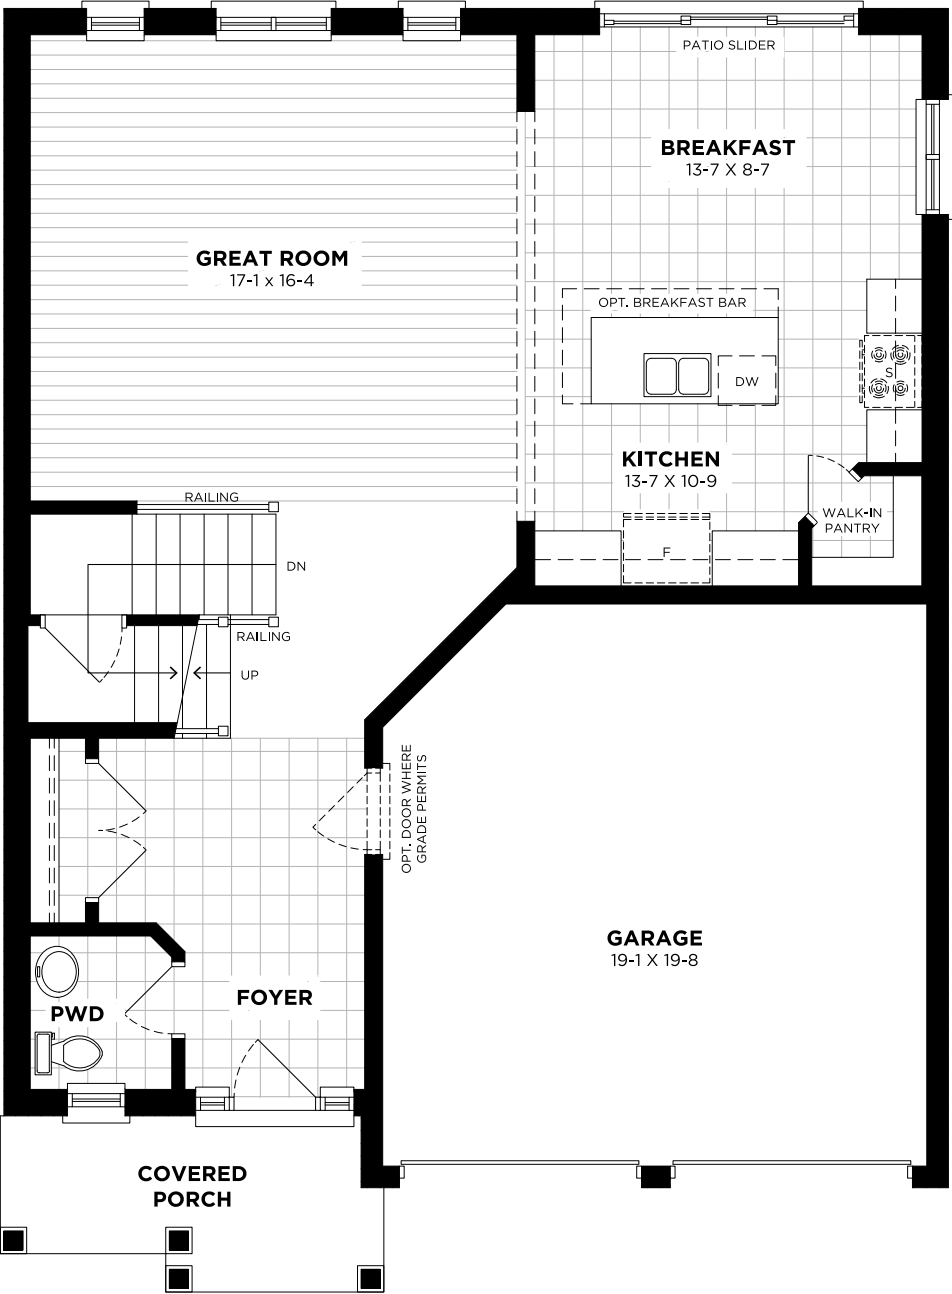 PATIO SLIDER
BREAKFAST
13-7 X 8-7
GREAT ROOM
17-1 x 16-4
OPT. BREAKFAST BAR
S
DW
KITCHEN
13-7 X 10-9
RAILING
WALK-IN
PANTRY
F
DN
RAILING
UP
OPT. DOOR WHERE
GRADE PERMITS
GARAGE
19-1 X 19-8
FOYER
PWD
COVERED
PORCH